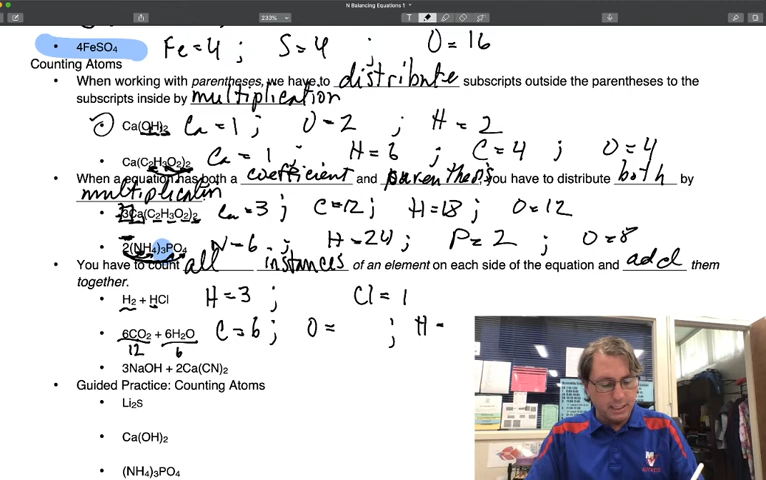 N Balancing Equations 1
233%
4FeSO4 Fe=4 ; S=4 ; O=16
Counting Atoms
When working with parentheses, we have to distribute subscripts outside the parentheses to the
subscripts inside by multiplication
Ca(OH)2 Ca=1 ; O=2 ; H=2
Ca(C2H3O2)2 Ca=1 ; H=6 ; C=4 ; O=4
When a equation has both a coefficient and parenthesis you have to distribute both by
multiplication
3Ca(C2H3O2)2 Ca=3 ; C=12 ; H=18 ; O=12
2(NH4)3PO4 N=6 ; H=24 ; P=2 ; O=8
You have to count all instances of an element on each side of the equation and add them
together.
H2 + HCl H=3 ; Cl=1
6CO2 + 6H2O C=6 ; O= ; H-
12 6
3NaOH + 2Ca(CN)2
Guided Practice: Counting Atoms
Li2S
Ca(OH)2
(NH4)3PO4